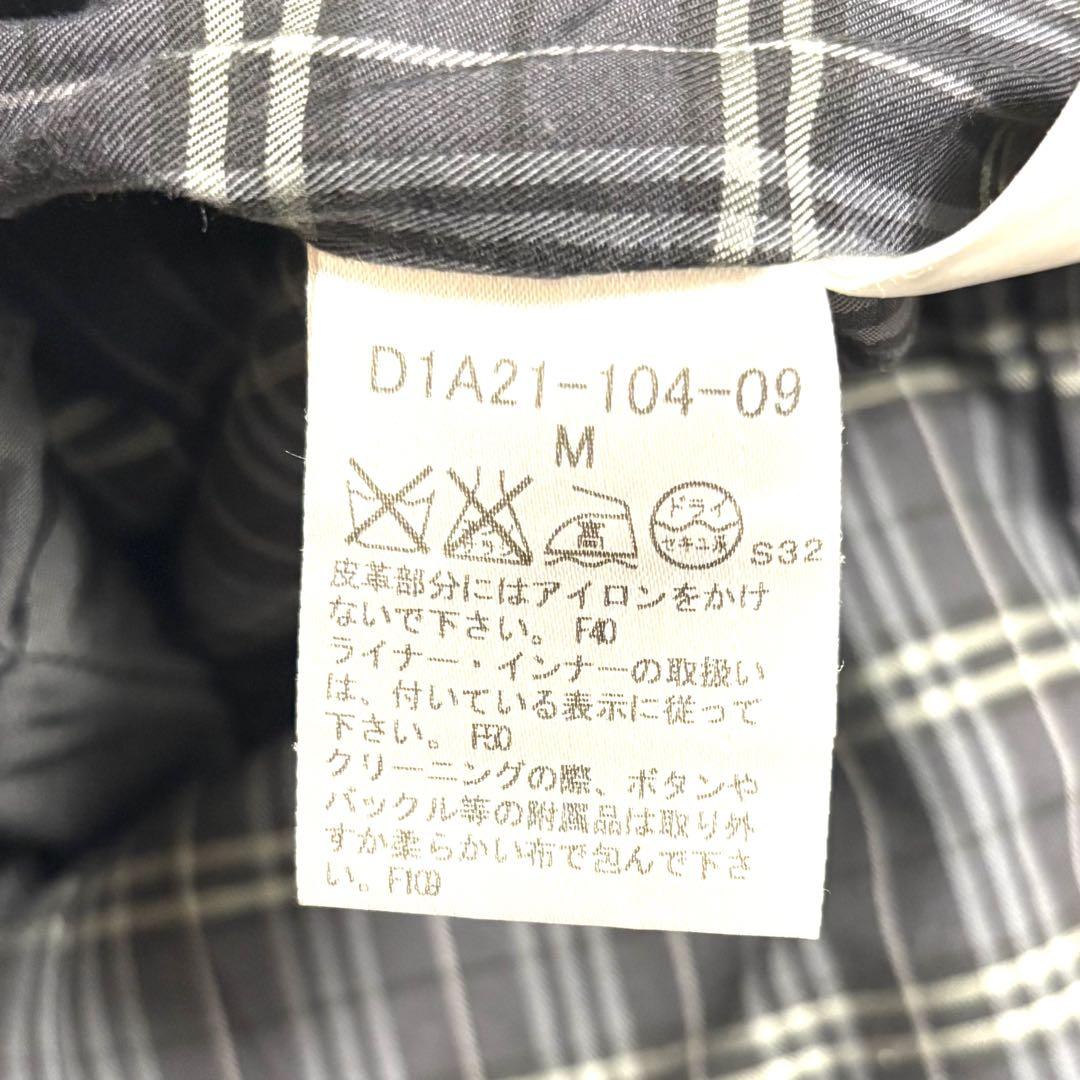 D1A21-104-09
M
エンソ 高 ドライ セキユ系 S32
皮革部分にはアイロンをかけ
ないで下さい。 F40
ライナー・インナーの取扱い
は、付いている表示に従って
下さい。 F50
クリーニングの際、ボタンや
バックル等の附属品は取り外
すか柔らかい布で包んで下さ
い。F100